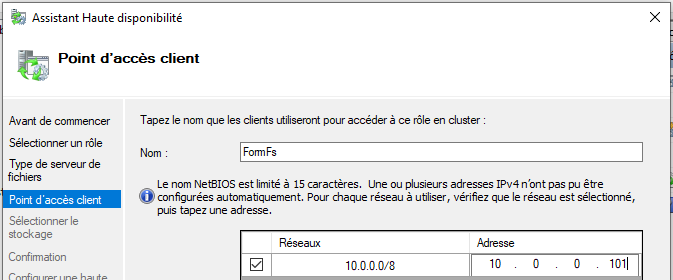 Assistant Haute disponibilité
Point d'accès client
Avant de commencer
Sélectionner un rôle
Type de serveur de
fichiers
Point d'accès client
Sélectionner le
stockage
Confirmation
Configurer une haute
Tapez le nom que les clients utiliseront pour accéder à ce rôle en cluster :
Nom :
FormFs
Le nom NetBIOS est limité à 15 caractères. Une ou plusieurs adresses IPv4 n'ont pas pu être
configurées automatiquement. Pour chaque réseau à utiliser, vérifiez que le réseau est sélectionné,
puis tapez une adresse.
Réseaux
Adresse
10.0.0.0/8
10 . 0 . 0 . 101